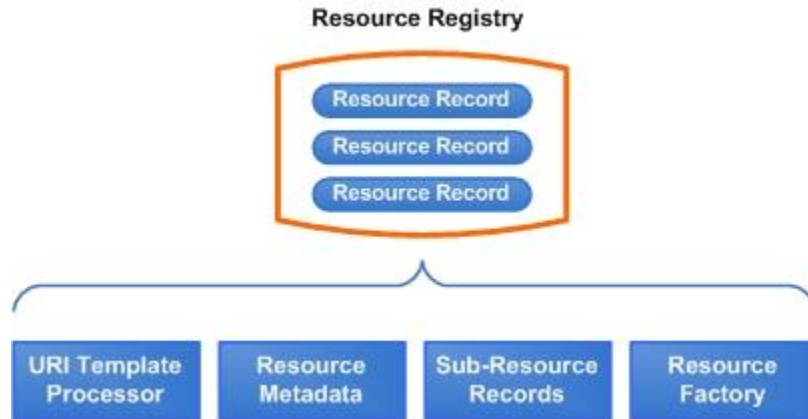 Resource Registry
Resource Record
Resource Record
Resource Record
URI Template
Processor
Resource
Metadata
Sub-Resource
Records
Resource
Factory